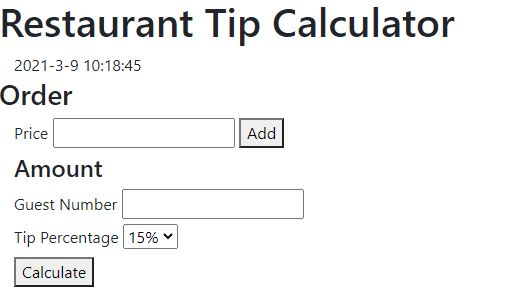 Restaurant Tip Calculator
2021-3-9 10:18:45
Order
Price Add
Amount
Guest Number
Tip Percentage 15%
Calculate